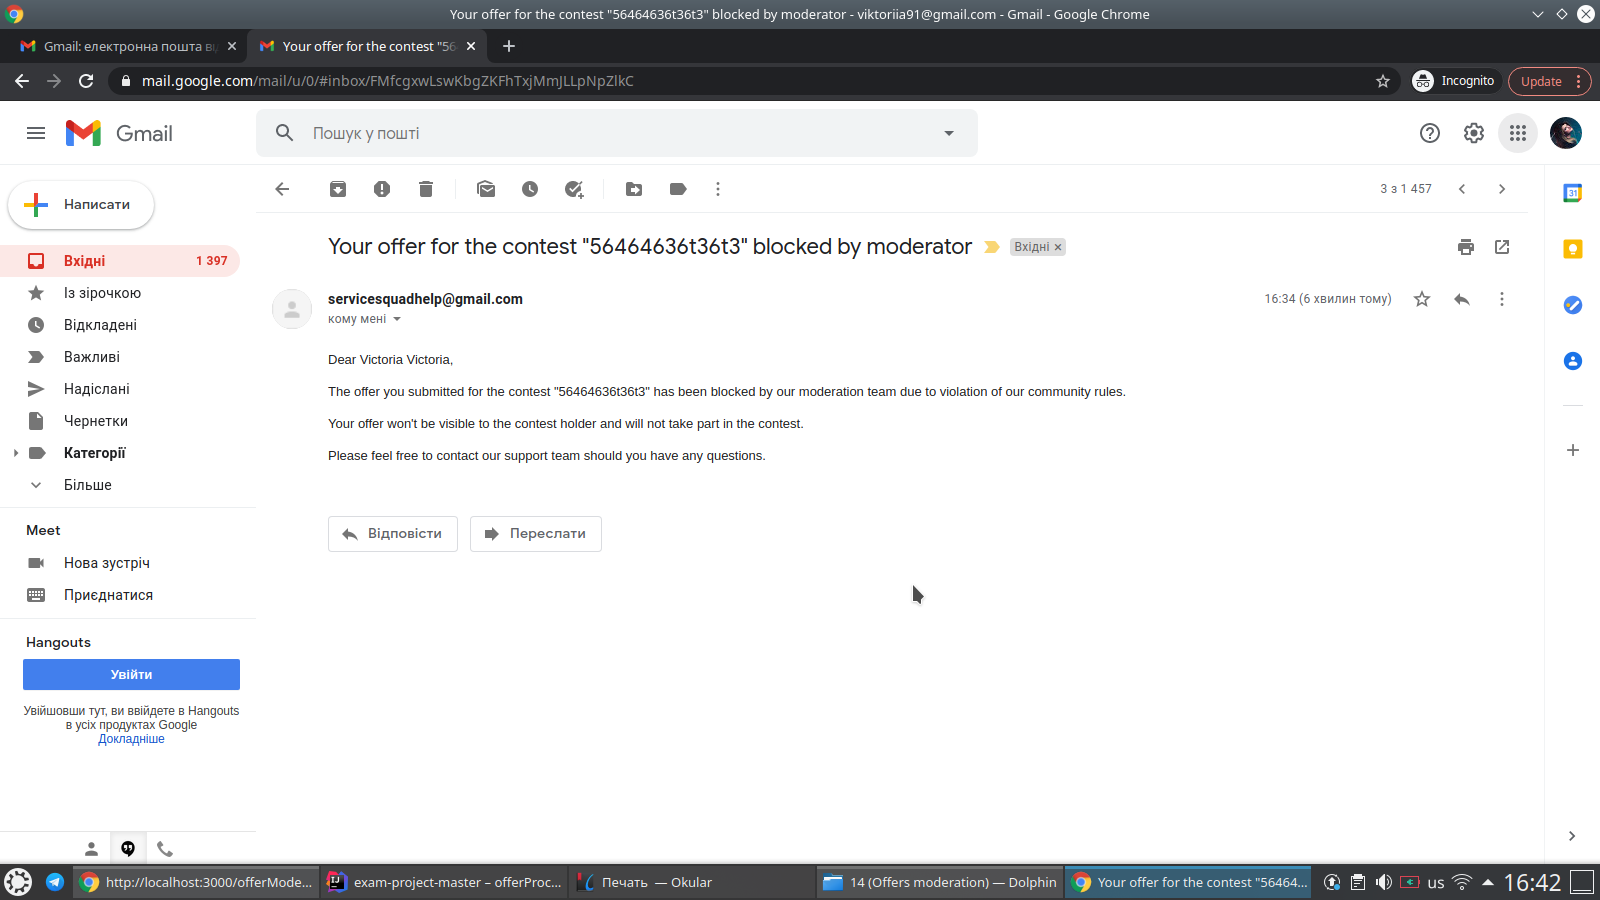 Your offer for the contest "56464636t36t3" blocked by moderator - viktoriia91@gmail.com - Gmail - Google Chrome
Gmail: електронна пошта ві
Your offer for the contest "56
mail.google.com/mail/u/0/#inbox/FMfcgxwLswKbgZKFhTxjMmJLLpNpZlkC
Incognito
Update
Gmail
Пошук у пошті
Написати
3 з 1 457
31
Your offer for the contest "56464636t36t3" blocked by moderator
Вхідні ×
Вхідні 1 397
Із зірочкою
Відкладені
Важливі
Надіслані
Чернетки
Категорії
Більше
servicesquadhelp@gmail.com
16:34 (6 хвилин тому)
кому мені
Dear Victoria Victoria,
The offer you submitted for the contest "56464636t36t3" has been blocked by our moderation team due to violation of our community rules.
Your offer won't be visible to the contest holder and will not take part in the contest.
Please feel free to contact our support team should you have any questions.
Відповісти
Переслати
Meet
Нова зустріч
Приєднатися
Hangouts
Увійти
Увійшовши тут, ви ввійдете в Hangouts
в усіх продуктах Google
Докладніше
http://localhost:3000/offerMode...
exam-project-master – offerProc...
Печать — Okular
14 (Offers moderation) — Dolphin
Your offer for the contest "56464...
us
16:42